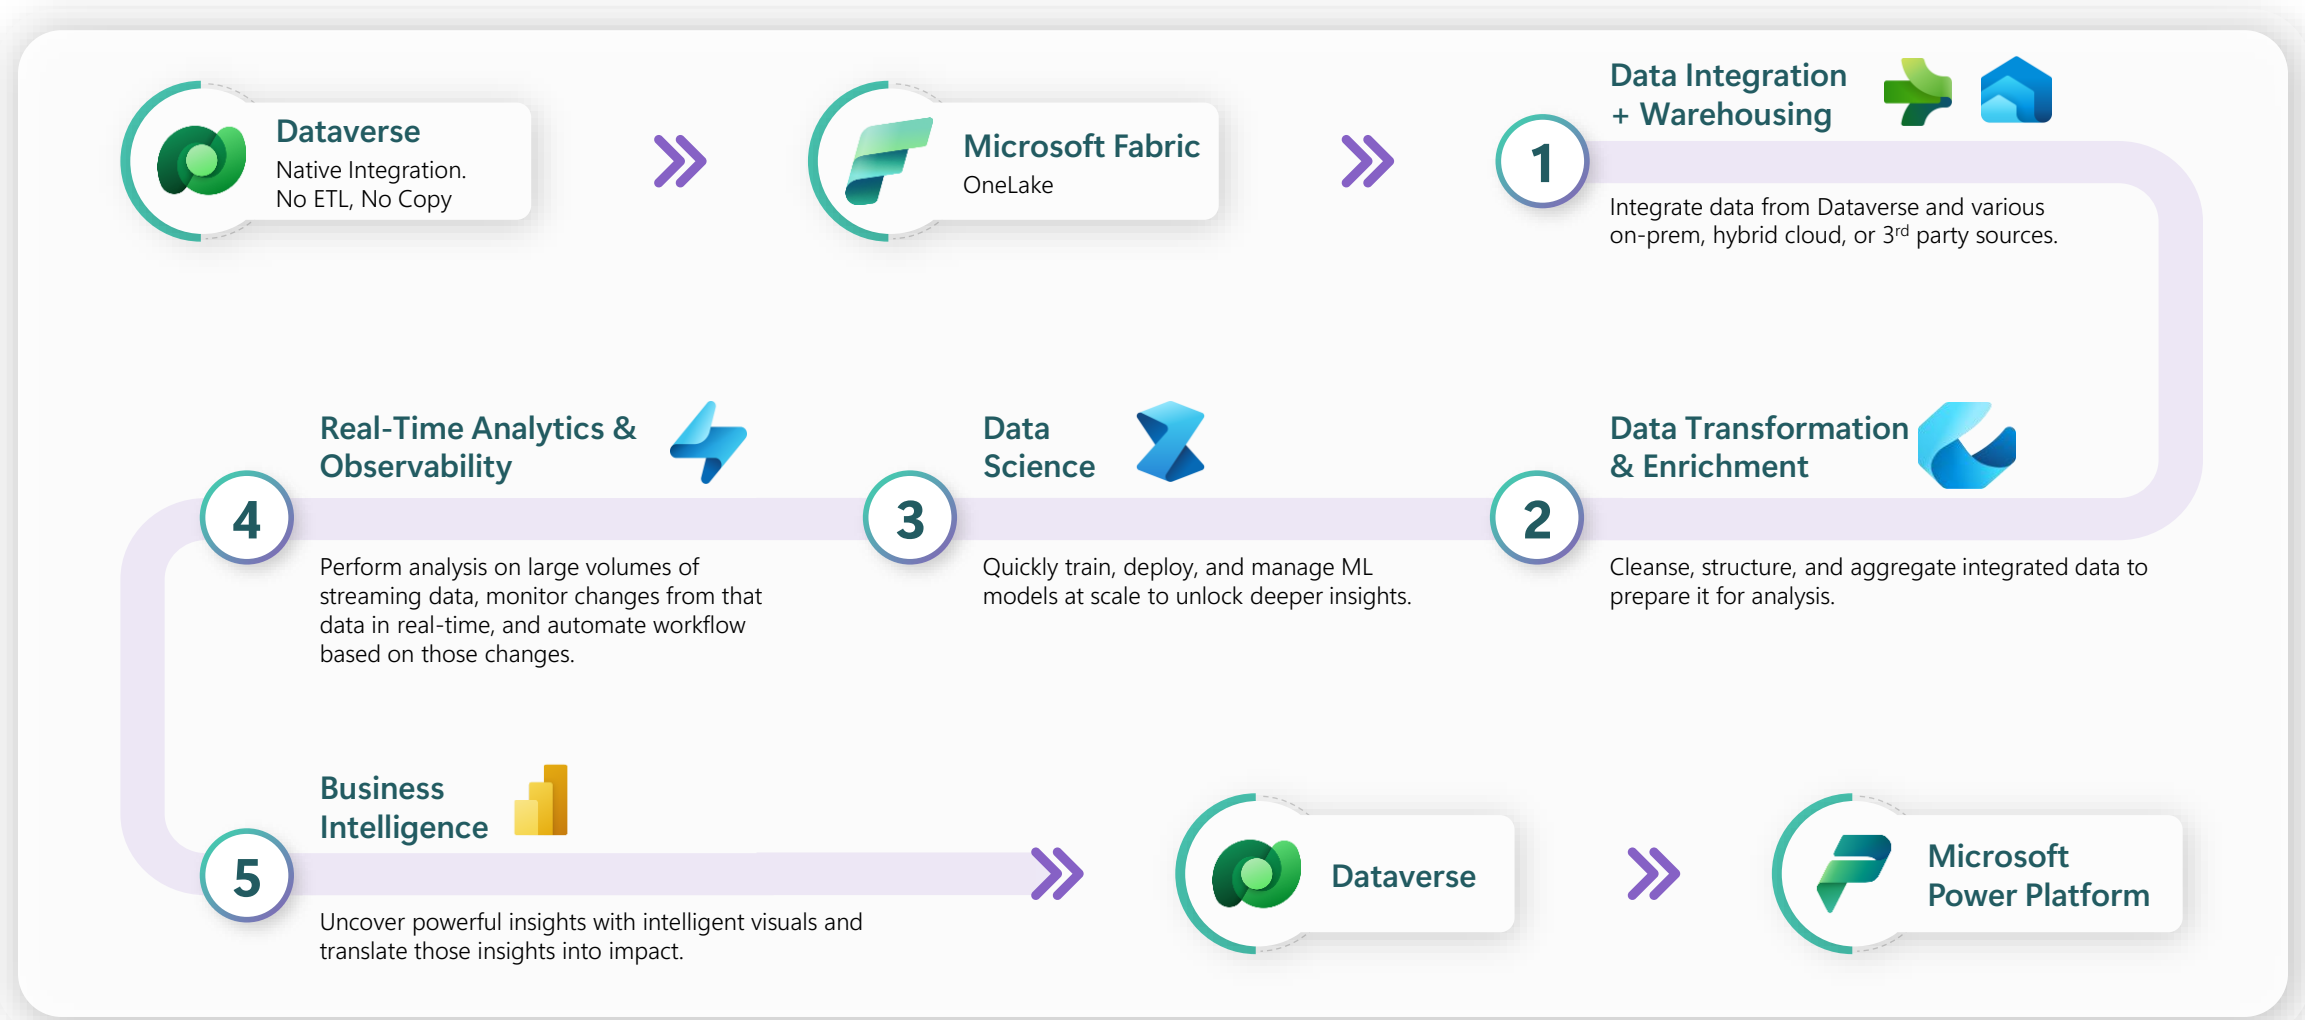 Dataverse
Native Integration.
No ETL, No Copy
Microsoft Fabric
OneLake
Data Integration
+ Warehousing
1
Integrate data from Dataverse and various
on-prem, hybrid cloud, or 3rd party sources.
Data Transformation
& Enrichment
2
Cleanse, structure, and aggregate integrated data to
prepare it for analysis.
Data
Science
3
Quickly train, deploy, and manage ML
models at scale to unlock deeper insights.
Real-Time Analytics &
Observability
4
Perform analysis on large volumes of
streaming data, monitor changes from that
data in real-time, and automate workflow
based on those changes.
Business
Intelligence
5
Uncover powerful insights with intelligent visuals and
translate those insights into impact.
Dataverse
Microsoft
Power Platform